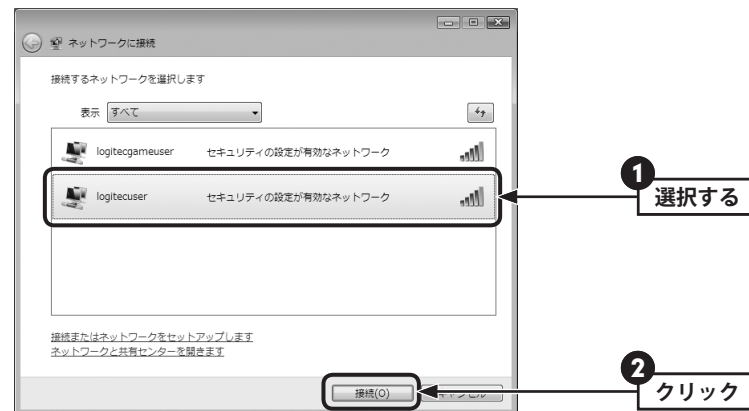 ネットワークに接続
接続するネットワークを選択します
表示 すべて
logitecgameuser セキュリティの設定が有効なネットワーク
logitecuser セキュリティの設定が有効なネットワーク
1
選択する
接続またはネットワークをセットアップします
ネットワークと共有センターを開きます
2
接続(O)
クリック